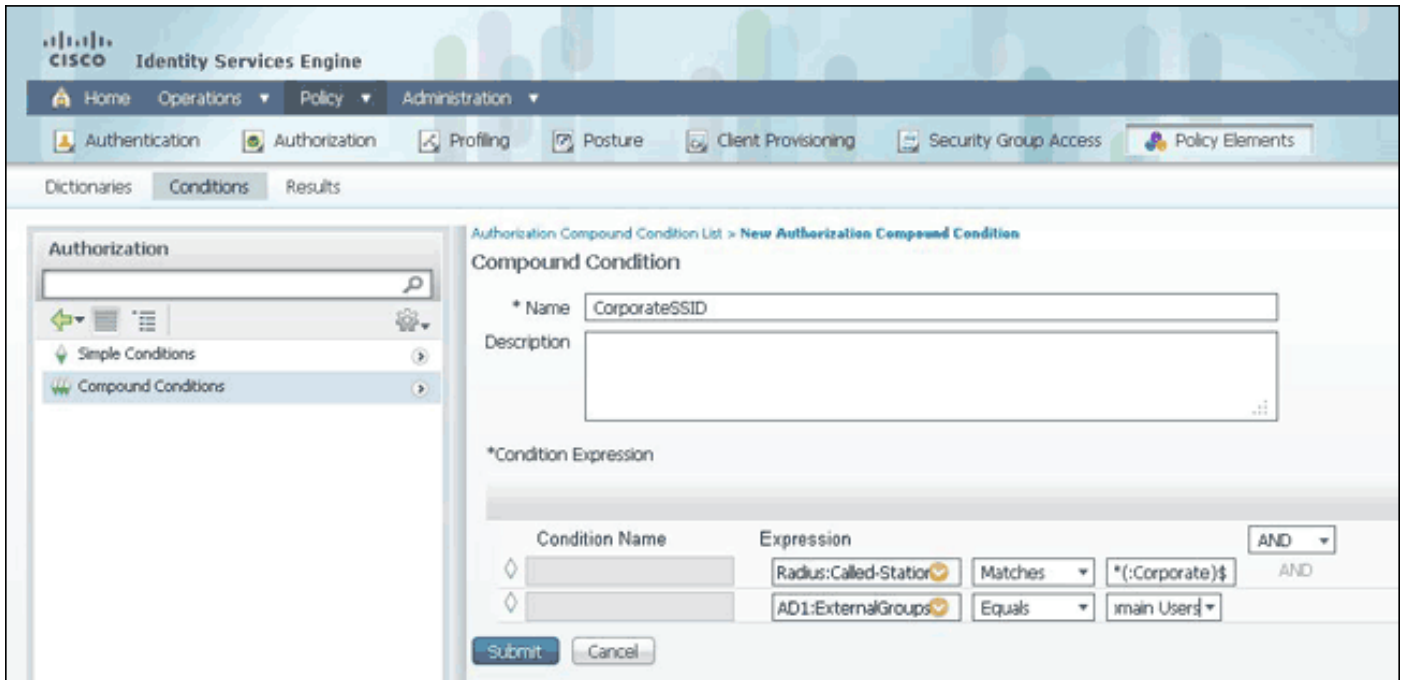 CISCO Identity Services Engine
Home Operations Policy Administration
Authentication Authorization Profiling Posture Client Provisioning Security Group Access Policy Elements
Dictionaries Conditions Results
Authorization
Simple Conditions
Compound Conditions
Authorization Compound Condition List > New Authorization Compound Condition
Compound Condition
* Name CorporateSSID
Description
*Condition Expression
Condition Name Expression AND
Radius:Called-Station Matches *(:Corporate)$ AND
AD1:ExternalGroups Equals main Users
Submit Cancel